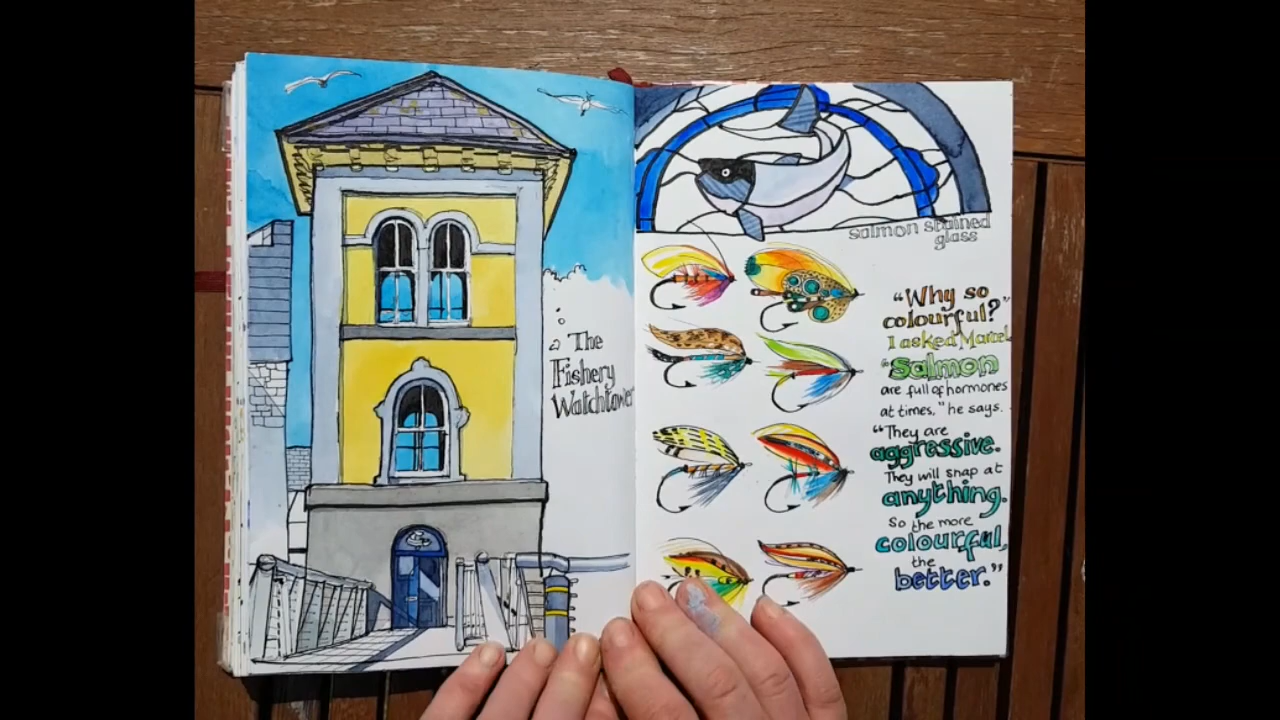 The
Fishery
Watchtower
salmon stained
glass
"Why so
colourful?"
I asked Marcel
"Salmon
are full of hormones
at times," he says.
"They are
aggressive.
They will snap at
anything.
So the more
colourful,
the
better."